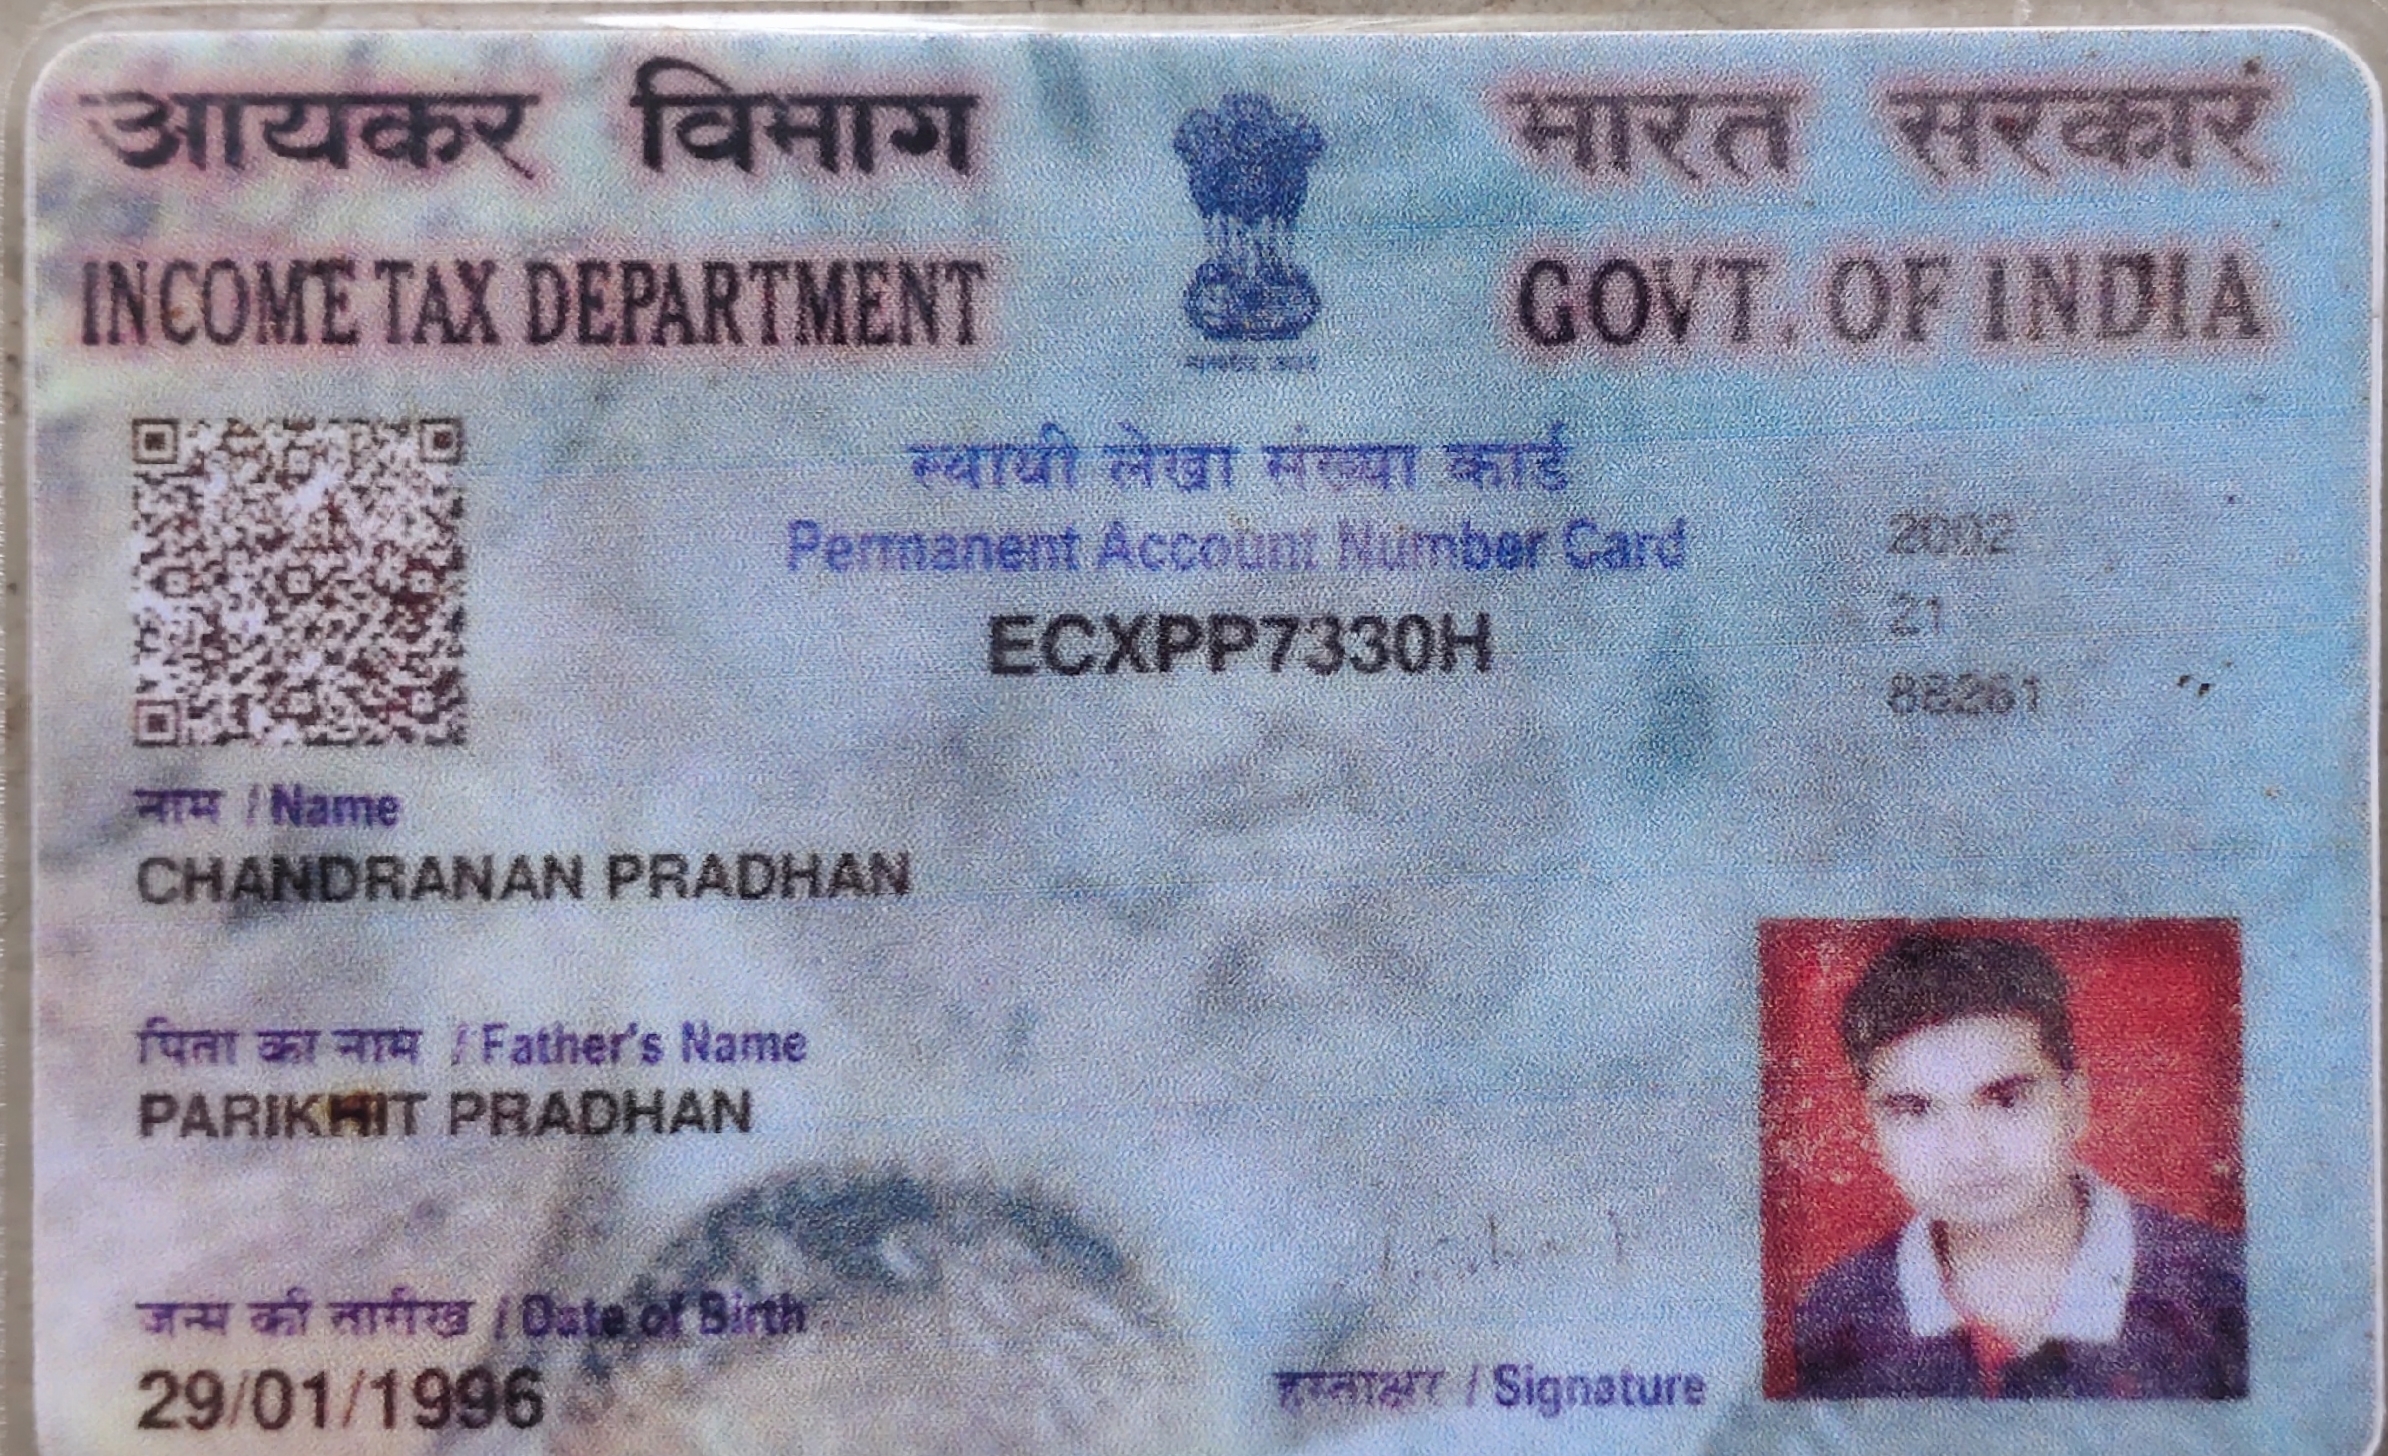 आयकर विभाग
भारत सरकार
INCOME TAX DEPARTMENT
GOVT. OF INDIA
स्थायी लेखा संख्या कार्ड
Permanent Account Number Card
ECXPP7330H
2002
21
88261
नाम / Name
CHANDRANAN PRADHAN
पिता का नाम / Father's Name
PARIKHIT PRADHAN
जन्म की तारीख / Date of Birth
29/01/1996
हस्ताक्षर / Signature